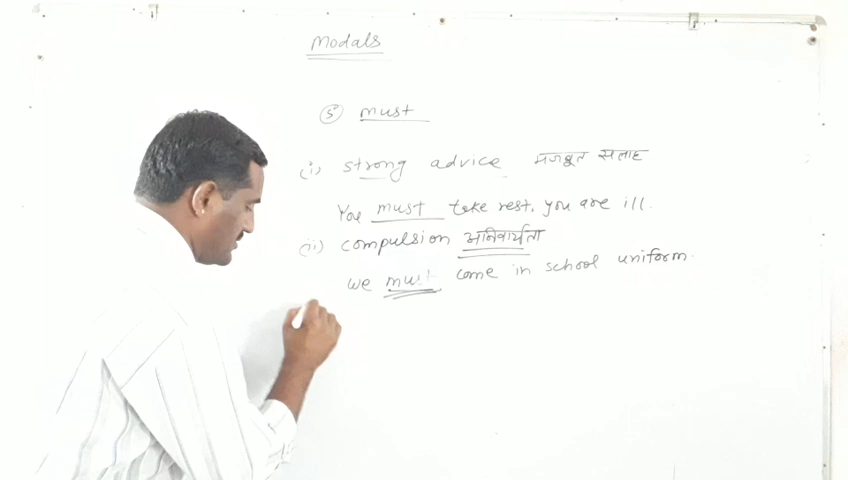 Modals
5 must
(i) strong advice मजबूत सलाह
You must take rest. you are ill.
(ii) compulsion अनिवार्यता
we must come in school uniform.